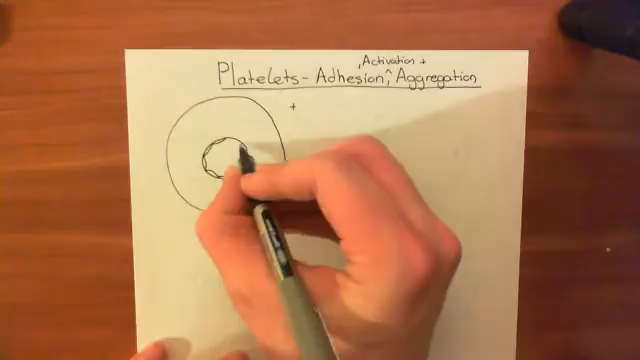 , Activation +
Platelets - Adhesion, ^ Aggregation
+